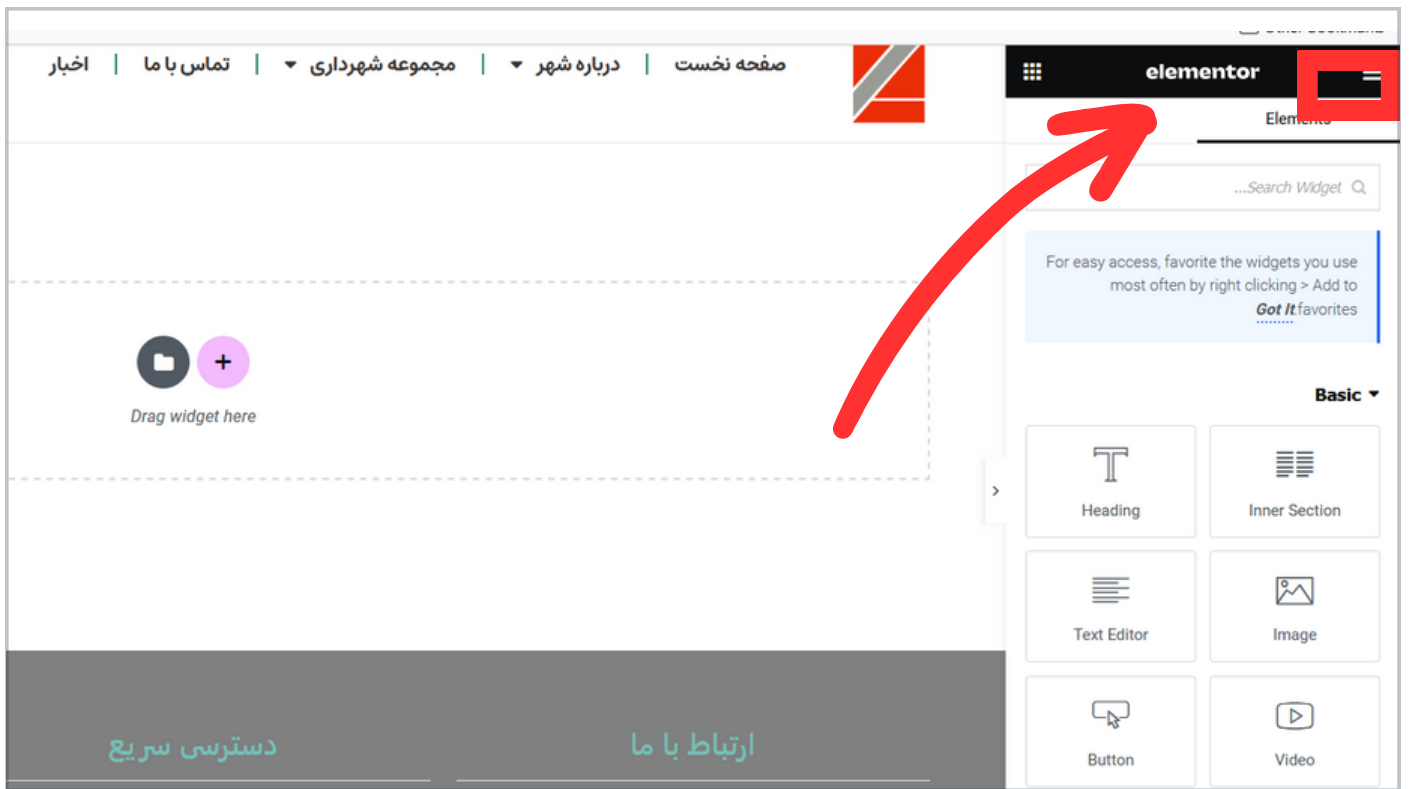 صفحه نخست | درباره شهر | مجموعه شهرداری | تماس با ما | اخبار
elementor
Elements
Search Widget...
For easy access, favorite the widgets you use
most often by right clicking > Add to
favorites. Got It
Basic
Drag widget here
Heading
Inner Section
Text Editor
Image
Button
Video
ارتباط با ما
دسترسی سریع